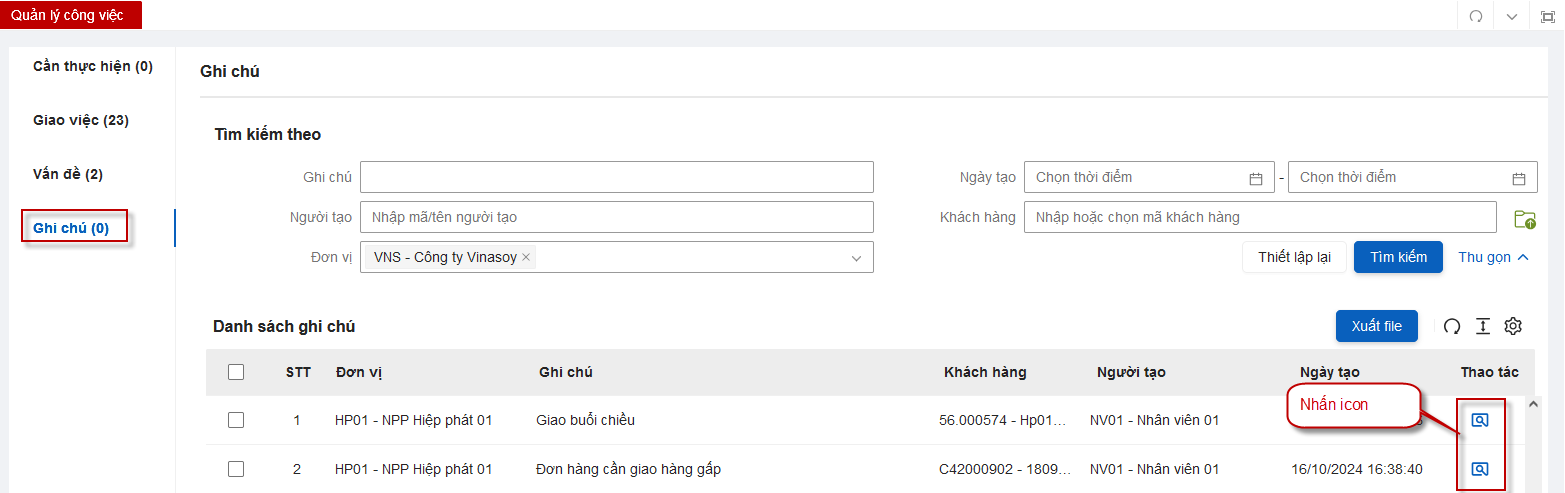 Quản lý công việc
Cần thực hiện (0)
Giao việc (23)
Vấn đề (2)
Ghi chú (0)
Ghi chú
Tìm kiếm theo
Ghi chú
Ngày tạo Chọn thời điểm - Chọn thời điểm
Người tạo Nhập mã/tên người tạo
Khách hàng Nhập hoặc chọn mã khách hàng
Đơn vị VNS - Công ty Vinasoy ×
Thiết lập lại Tìm kiếm Thu gọn
Danh sách ghi chú Xuất file
STT Đơn vị Ghi chú Khách hàng Người tạo Ngày tạo Thao tác
Nhấn icon
1 HP01 - NPP Hiệp phát 01 Giao buổi chiều 56.000574 - Hp01... NV01 - Nhân viên 01
2 HP01 - NPP Hiệp phát 01 Đơn hàng cần giao hàng gấp C42000902 - 1809... NV01 - Nhân viên 01 16/10/2024 16:38:40